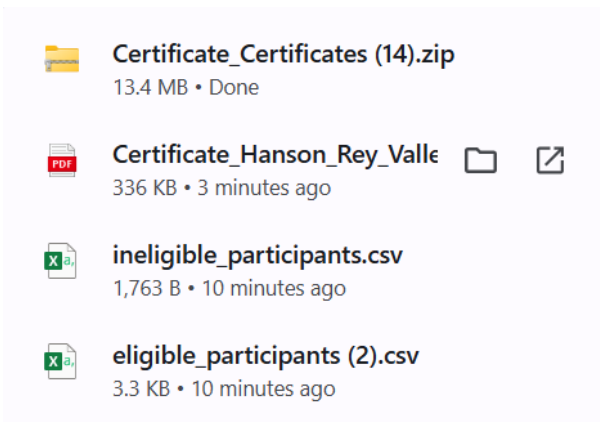 Certificate_Certificates (14).zip
13.4 MB • Done
PDF
Certificate_Hanson_Rey_Valle
336 KB • 3 minutes ago
X a,
ineligible_participants.csv
1,763 B • 10 minutes ago
X a,
eligible_participants (2).csv
3.3 KB • 10 minutes ago